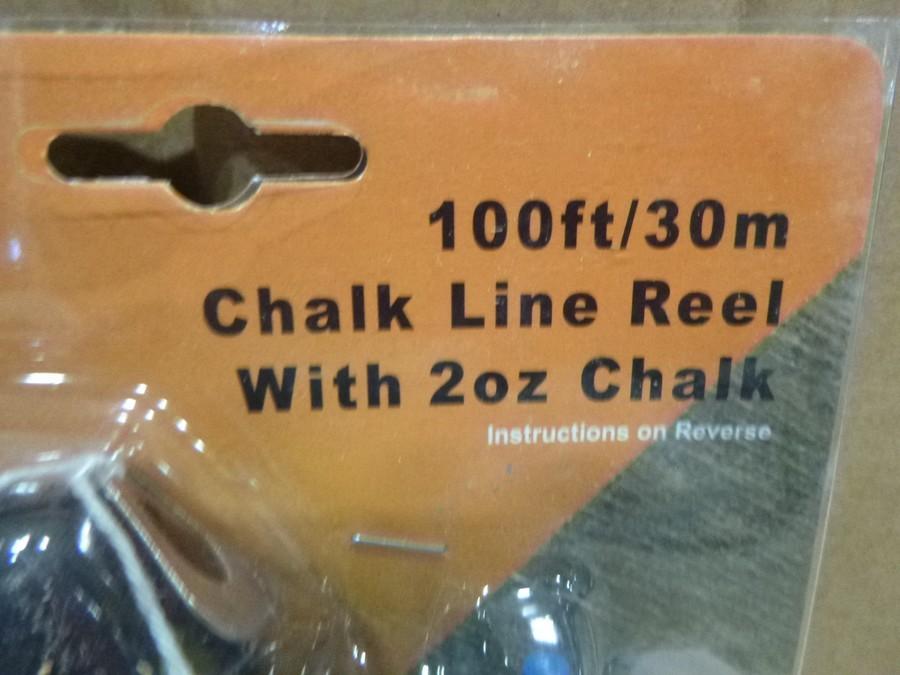 100ft/30m
Chalk Line Reel
With 2oz Chalk
Instructions on Reverse